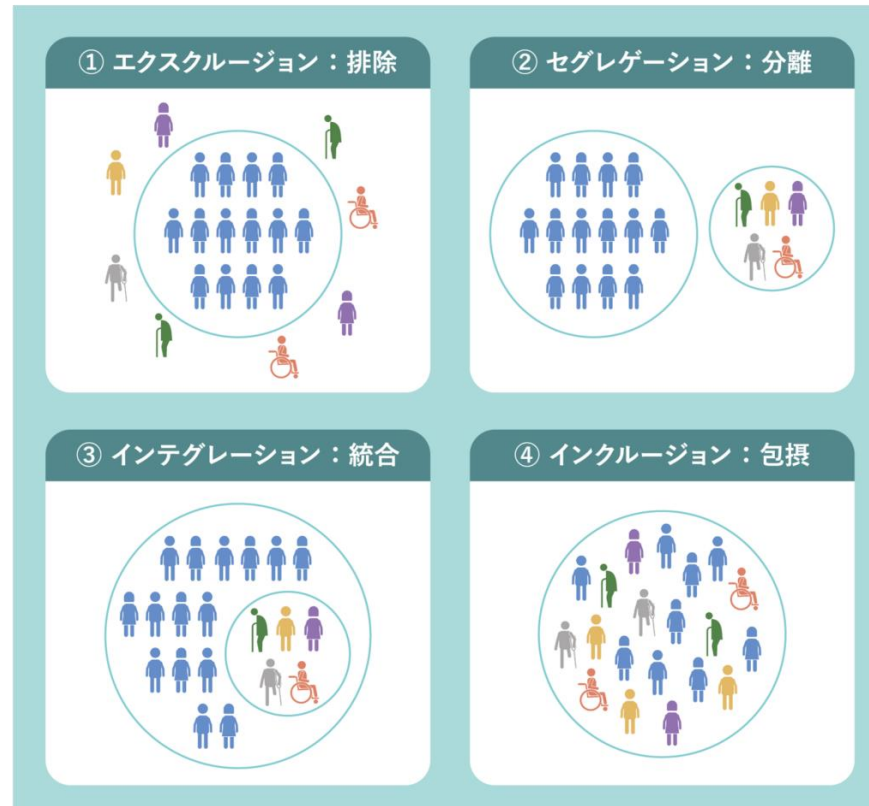 ① エクスクルージョン：排除
② セグレゲーション：分離
③ インテグレーション：統合
④ インクルージョン：包摂